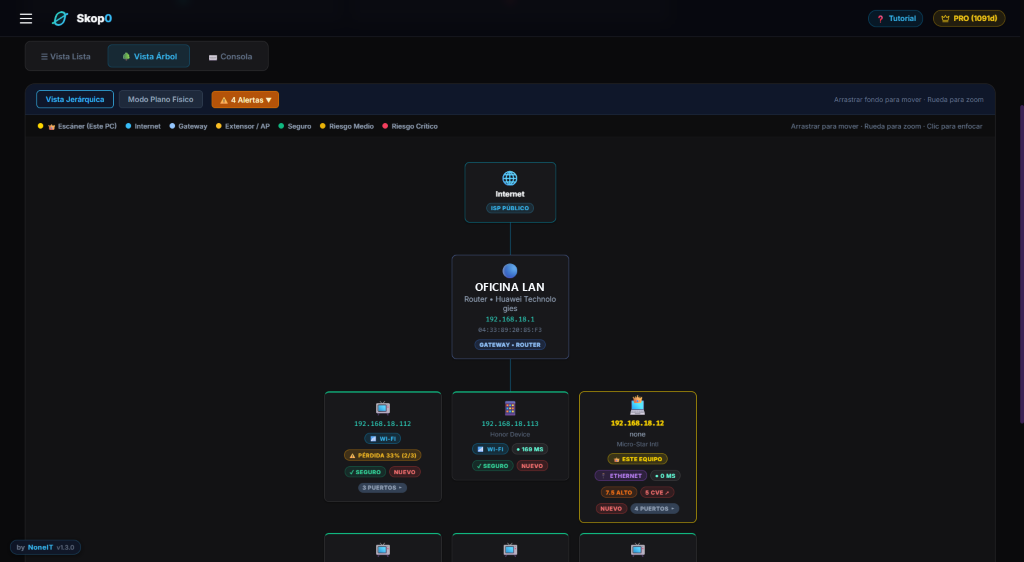 Skop0
Tutorial
PRO (1091d)
Vista Lista
Vista Árbol
Consola
Vista Jerárquica
Modo Plano Físico
4 Alertas ▼
Arrastrar fondo para mover · Rueda para zoom
Escáner (Este PC)
Internet
Gateway
Extensor / AP
Seguro
Riesgo Medio
Riesgo Crítico
Arrastrar para mover · Rueda para zoom · Clic para enfocar
Internet
ISP PÚBLICO
OFICINA LAN
Router • Huawei Technolo
gies
192.168.18.1
04:33:89:20:85:F3
GATEWAY • ROUTER
192.168.18.112
WI-FI
PÉRDIDA 33% (2/3)
✓ SEGURO
NUEVO
3 PUERTOS
192.168.18.113
Honor Device
WI-FI
169 MS
✓ SEGURO
NUEVO
192.168.18.12
none
Micro-Star Intl
ESTE EQUIPO
ETHERNET
0 MS
7.5 ALTO
5 CVE
NUEVO
4 PUERTOS
by NoneIT v1.3.0